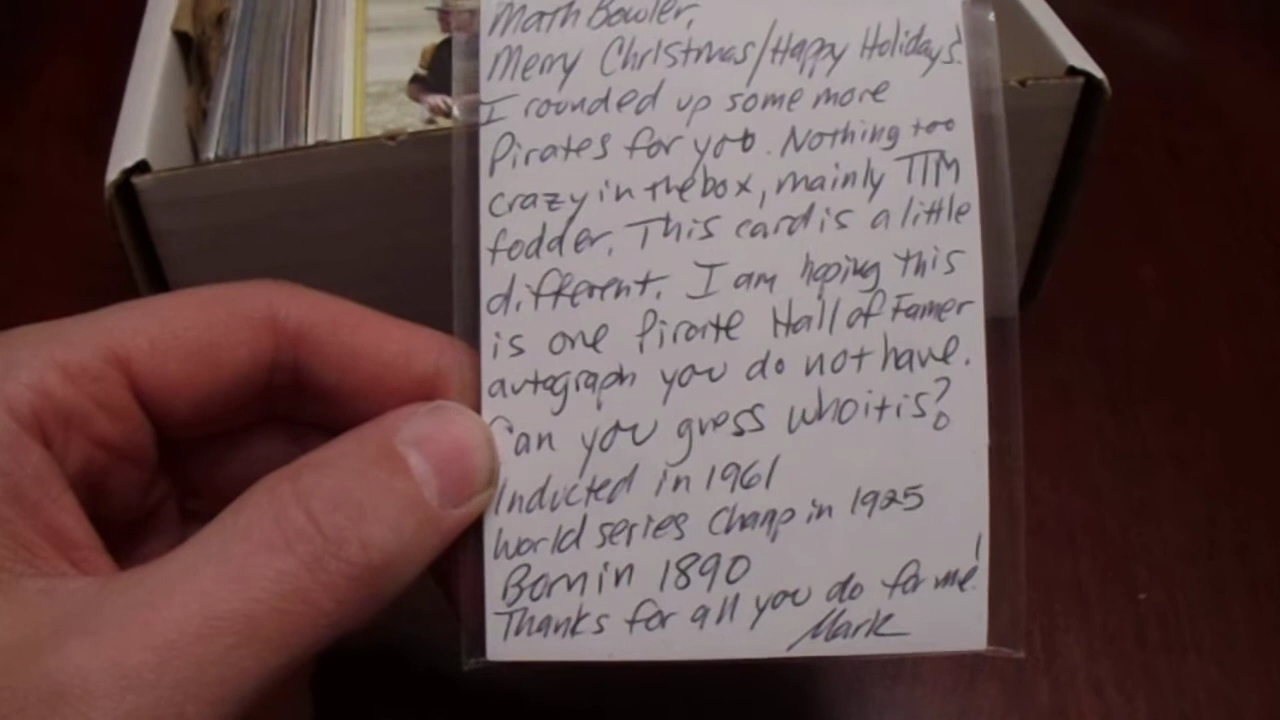 Math Bowler,
Merry Christmas/Happy Holidays!
I rounded up some more
Pirates for you. Nothing too
crazy in the box, mainly TTM
fodder. This card is a little
different. I am hoping this
is one Pirate Hall of Famer
autograph you do not have.
Can you guess who it is?
Inducted in 1961
World series Champ in 1925
Born in 1890
Thanks for all you do for me!
Mark